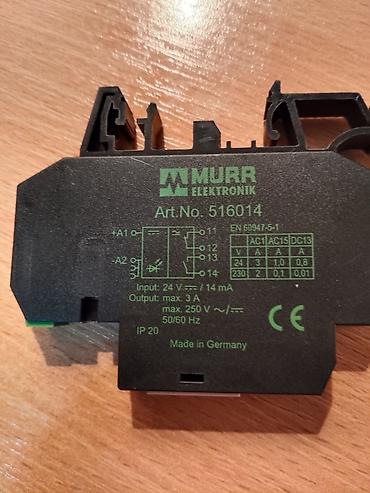 MURR
ELEKTRONIK
Art.No. 516014
+A1
11
12
-A2
13
14
EN 60947-5-1
AC1 AC15 DC13
V A A A
24 3 1,0 0,8
230 2 0,1 0,01
Input: 24 V ⎓ / 14 mA
Output: max. 3 A
max. 250 V ~/⎓
50/60 Hz
IP 20
CE
Made in Germany